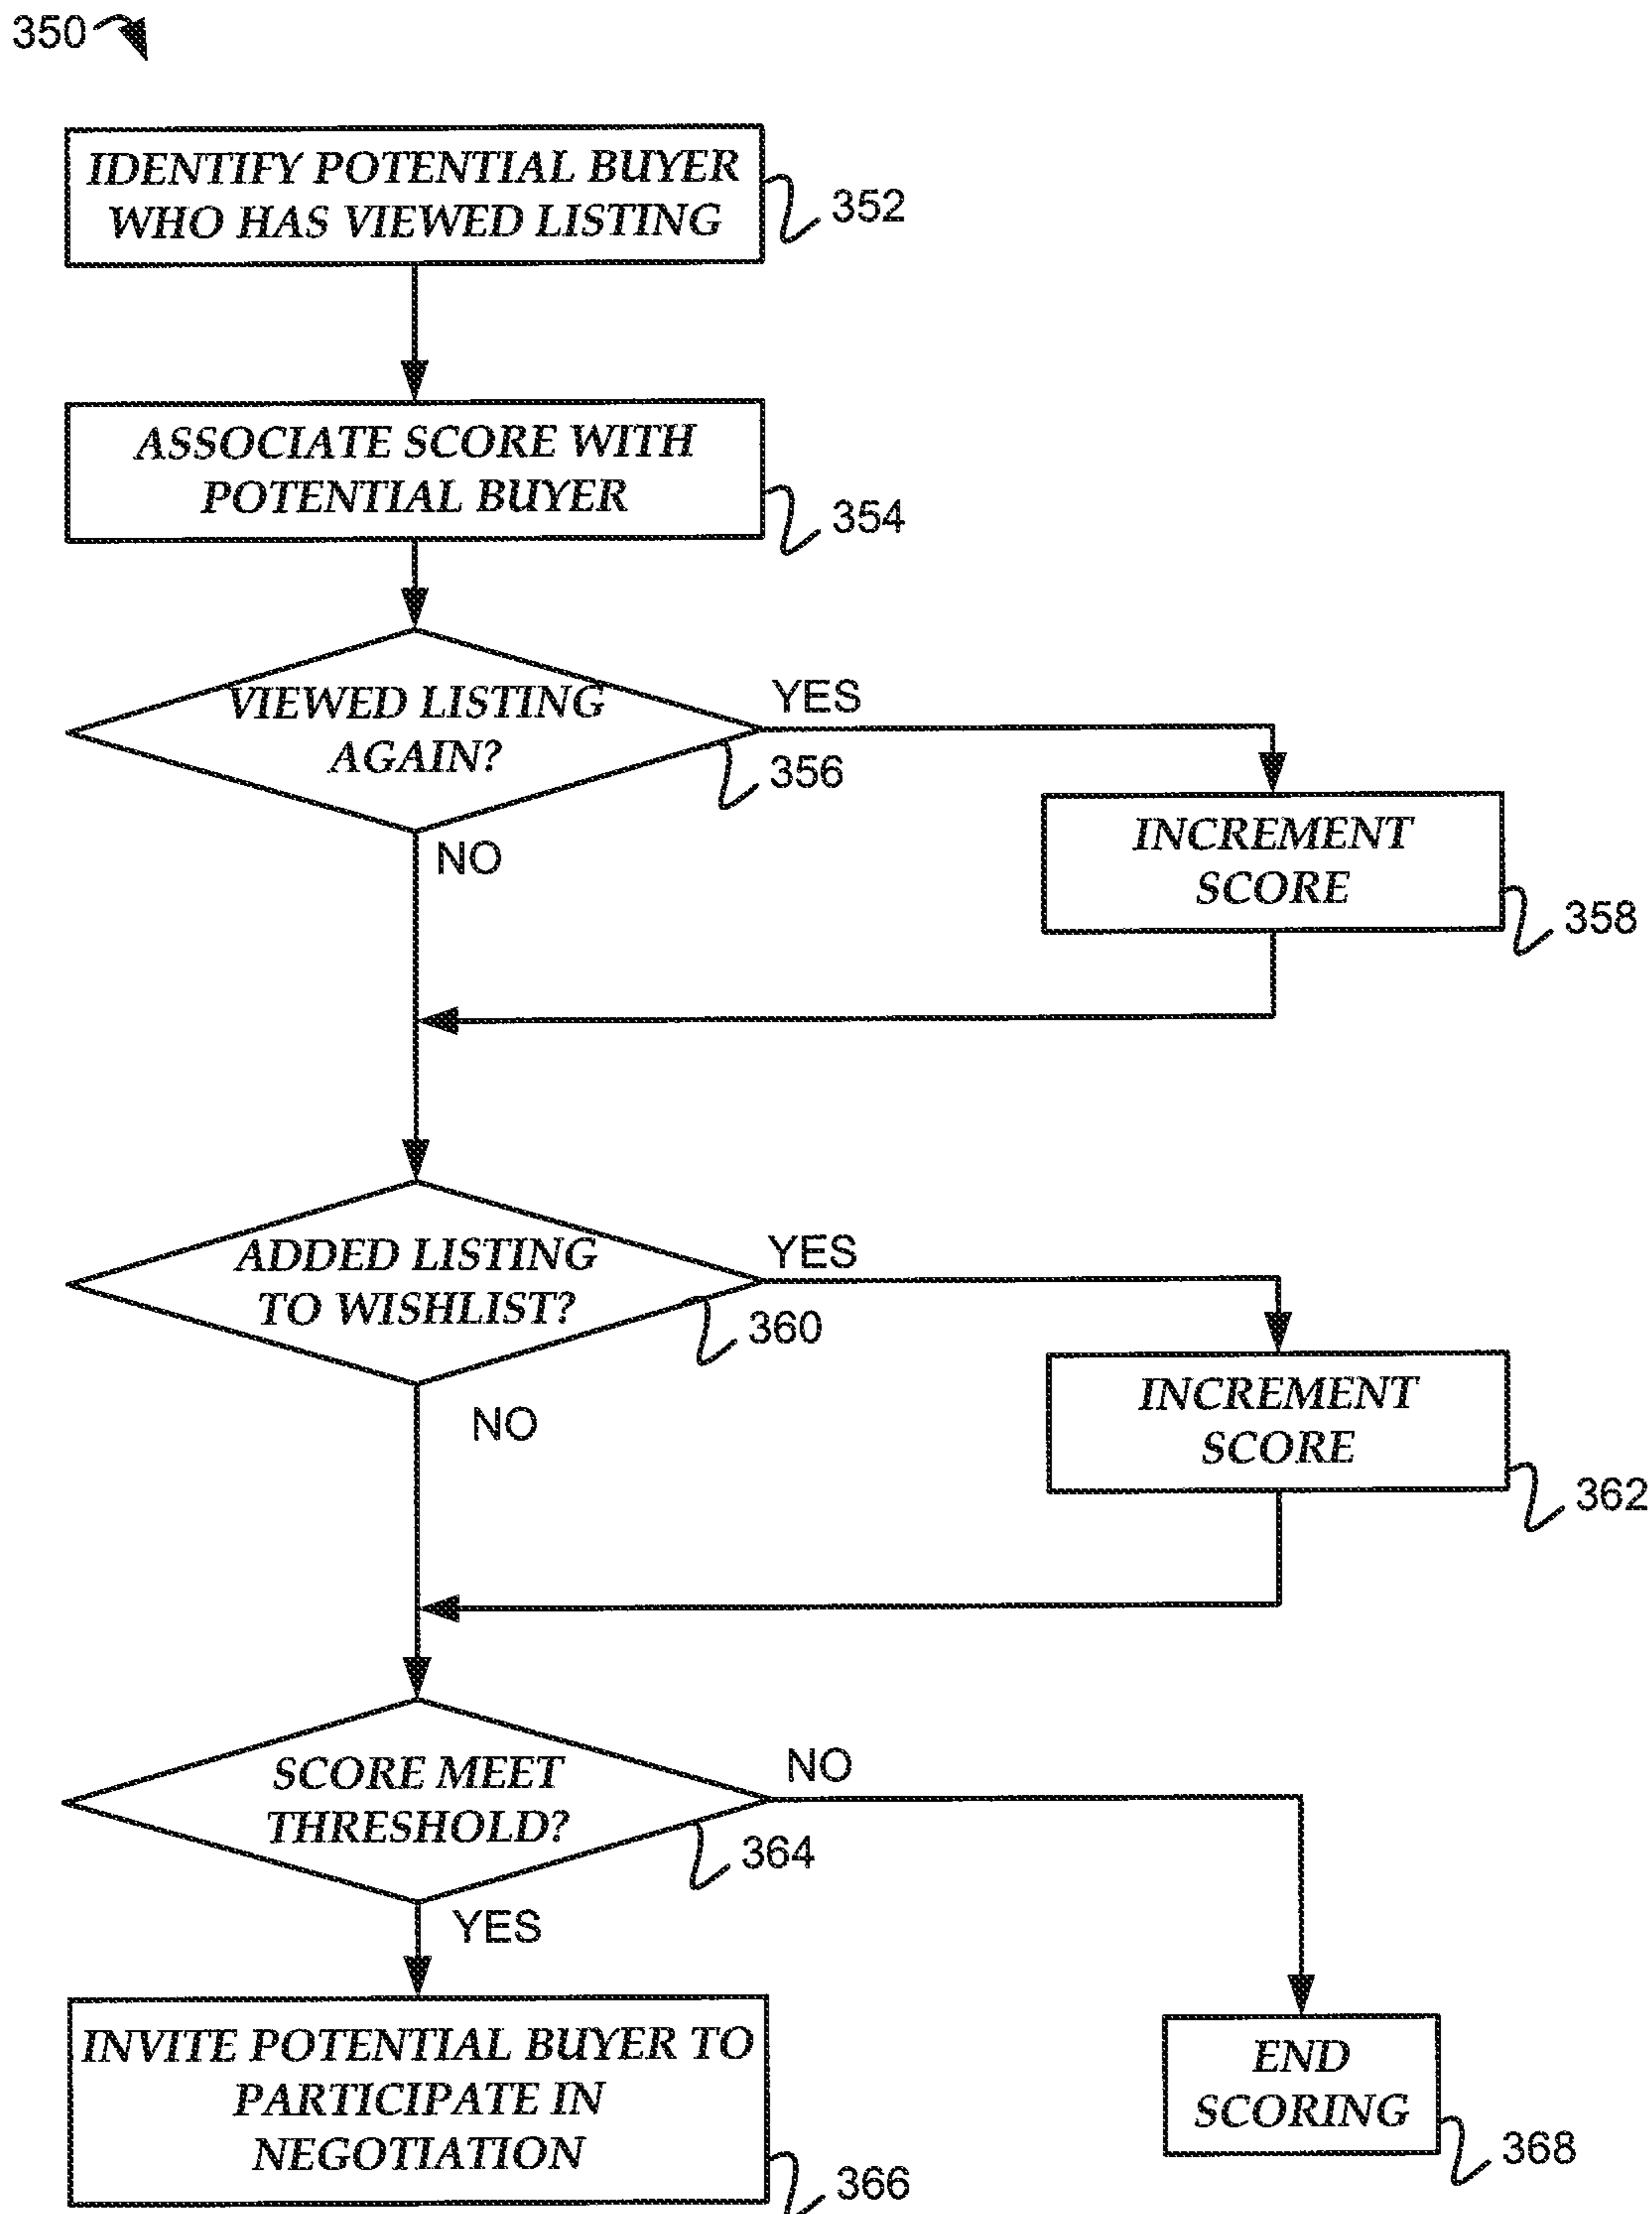 350
IDENTIFY POTENTIAL BUYER
WHO HAS VIEWED LISTING
352
ASSOCIATE SCORE WITH
POTENTIAL BUYER
354
VIEWED LISTING
AGAIN?
YES
356
NO
INCREMENT
SCORE
358
ADDED LISTING
TO WISHLIST?
YES
360
NO
INCREMENT
SCORE
362
SCORE MEET
THRESHOLD?
NO
364
YES
INVITE POTENTIAL BUYER TO
PARTICIPATE IN
NEGOTIATION
366
END
SCORING
368